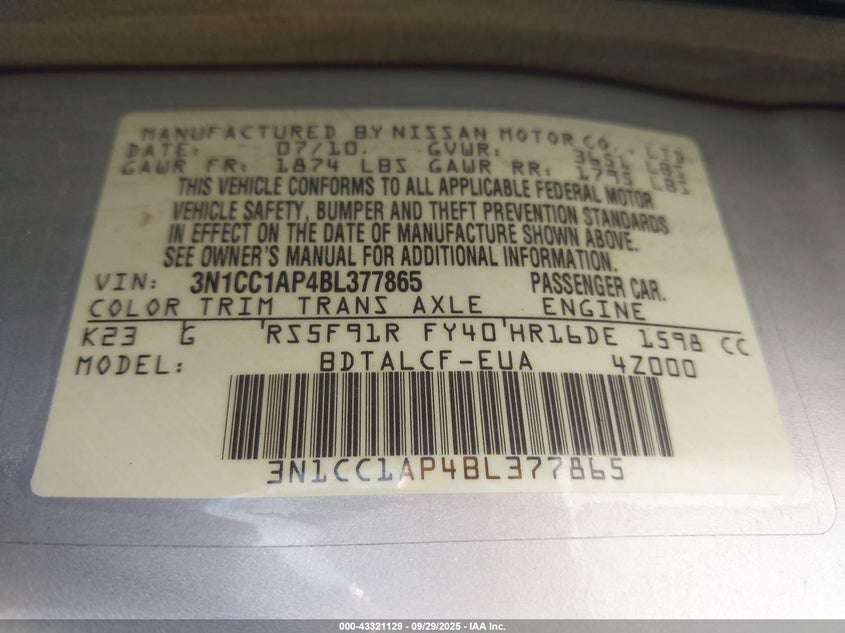 MANUFACTURED BY NISSAN MOTOR CO., LTD.
DATE: 07/10. GVWR: 3651 LBS
GAWR FR: 1874 LBS GAWR RR: 1795 LBS
THIS VEHICLE CONFORMS TO ALL APPLICABLE FEDERAL MOTOR
VEHICLE SAFETY, BUMPER AND THEFT PREVENTION STANDARDS
IN EFFECT ON THE DATE OF MANUFACTURE SHOWN ABOVE.
SEE OWNER'S MANUAL FOR ADDITIONAL INFORMATION.
VIN: 3N1CC1AP4BL377865 PASSENGER CAR.
COLOR TRIM TRANS AXLE ENGINE
K23 G RS5F91R FY40 HR16DE 1598 CC
MODEL: BDTALCF-EUA 4Z000
3N1CC1AP4BL377865
000-43321129 - 09/29/2025 - IAA Inc.